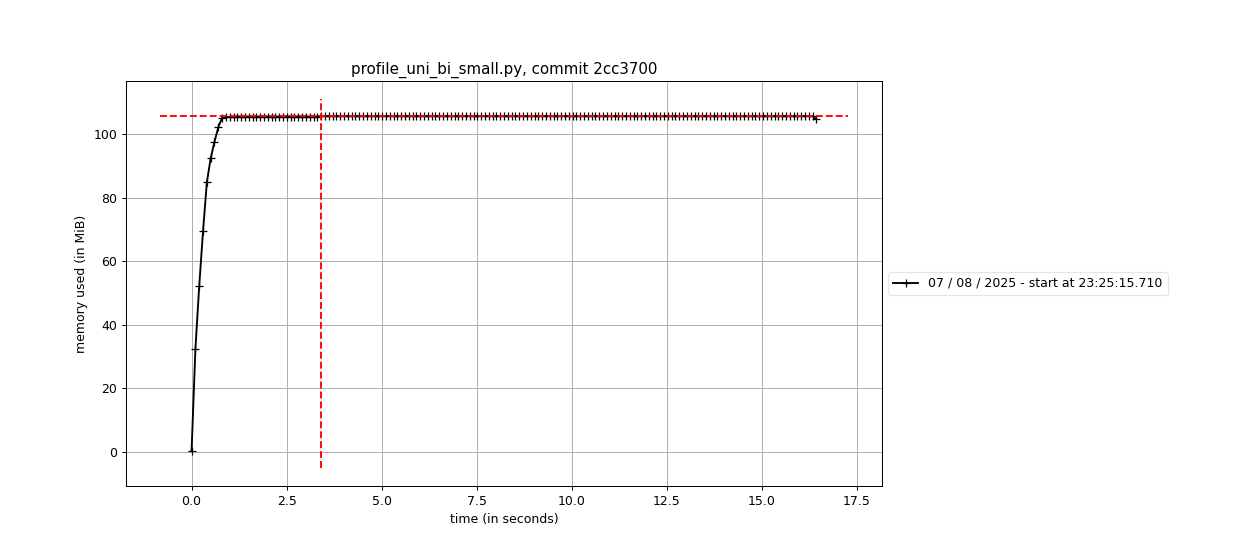 profile_uni_bi_small.py, commit 2cc3700
memory used (in MiB)
100
80
60
40
20
0
0.0 2.5 5.0 7.5 10.0 12.5 15.0 17.5
time (in seconds)
07 / 08 / 2025 - start at 23:25:15.710